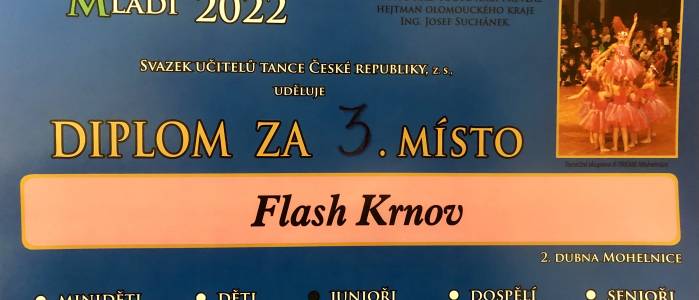 MLÁDÍ 2022
HEJTMAN OLOMOUCKÉHO KRAJE
ING. JOSEF SUCHÁNEK.
SVAZEK UČITELŮ TANCE ČESKÉ REPUBLIKY, Z. S.,
UDĚLUJE
DIPLOM ZA 3. MÍSTO
Flash Krnov
2. DUBNA MOHELNICE
MINIDĚTI DĚTI JUNIOŘI DOSPĚLÍ SENIOŘI